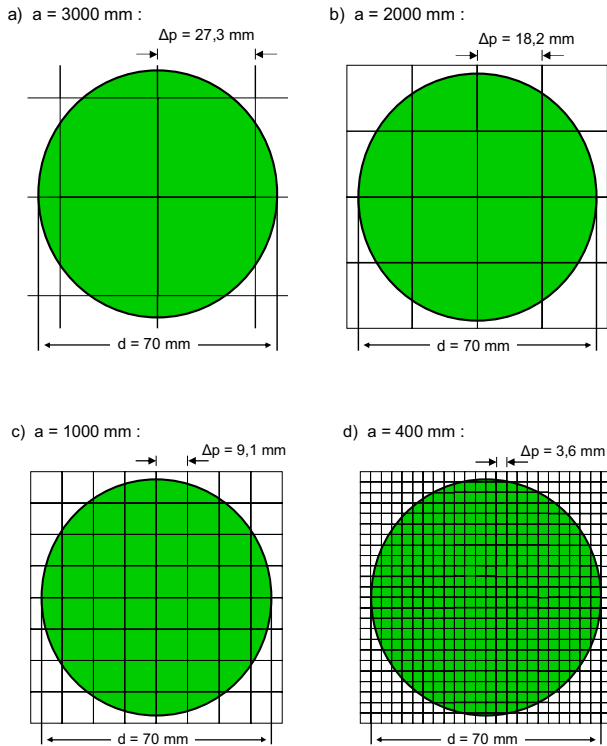 a) a = 3000 mm :
Δp = 27,3 mm
d = 70 mm
b) a = 2000 mm :
Δp = 18,2 mm
d = 70 mm
c) a = 1000 mm :
Δp = 9,1 mm
d = 70 mm
d) a = 400 mm :
Δp = 3,6 mm
d = 70 mm